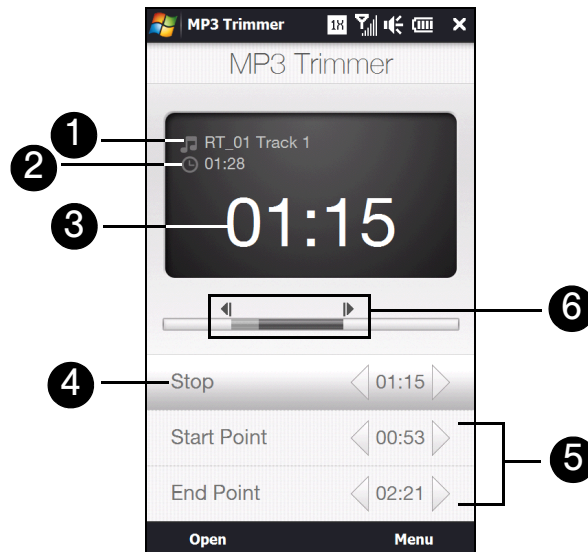 MP3 Trimmer 1X
MP3 Trimmer
1 RT_01 Track 1
2 01:28
3 01:15
6
4 Stop 01:15
Start Point 00:53
5
End Point 02:21
Open Menu